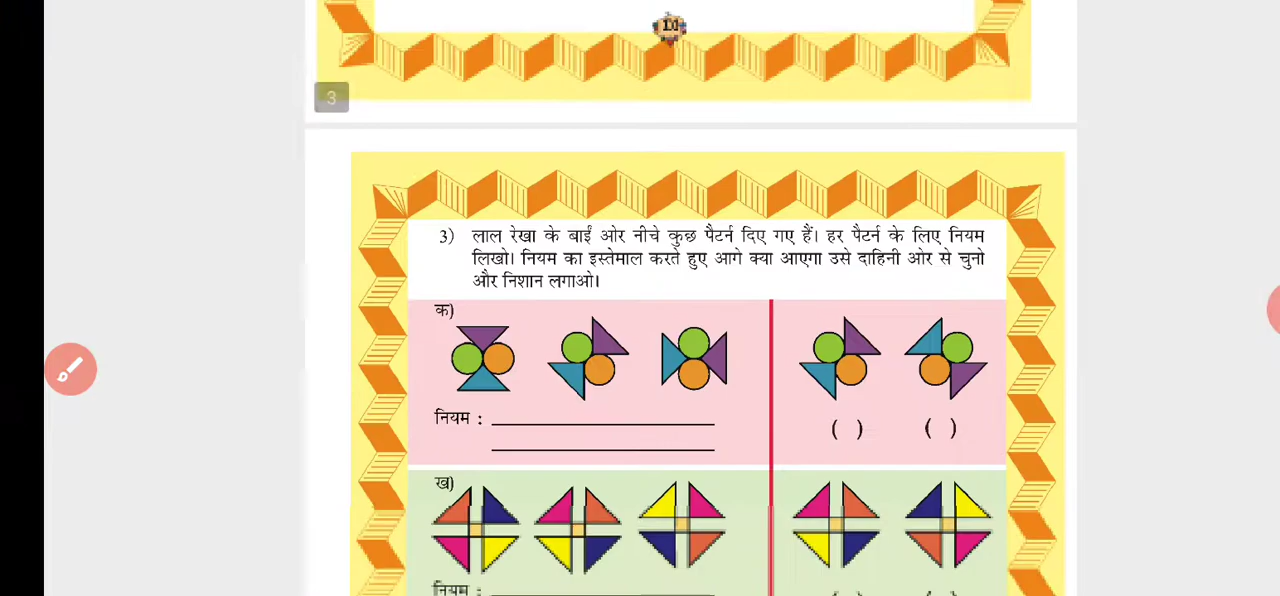 3
3) लाल रेखा के बाईं ओर नीचे कुछ पैटर्न दिए गए हैं। हर पैटर्न के लिए नियम
लिखो। नियम का इस्तेमाल करते हुए आगे क्या आएगा उसे दाहिनी ओर से चुनो
और निशान लगाओ।
क)
नियम :
( ) ( )
ख)
नियम